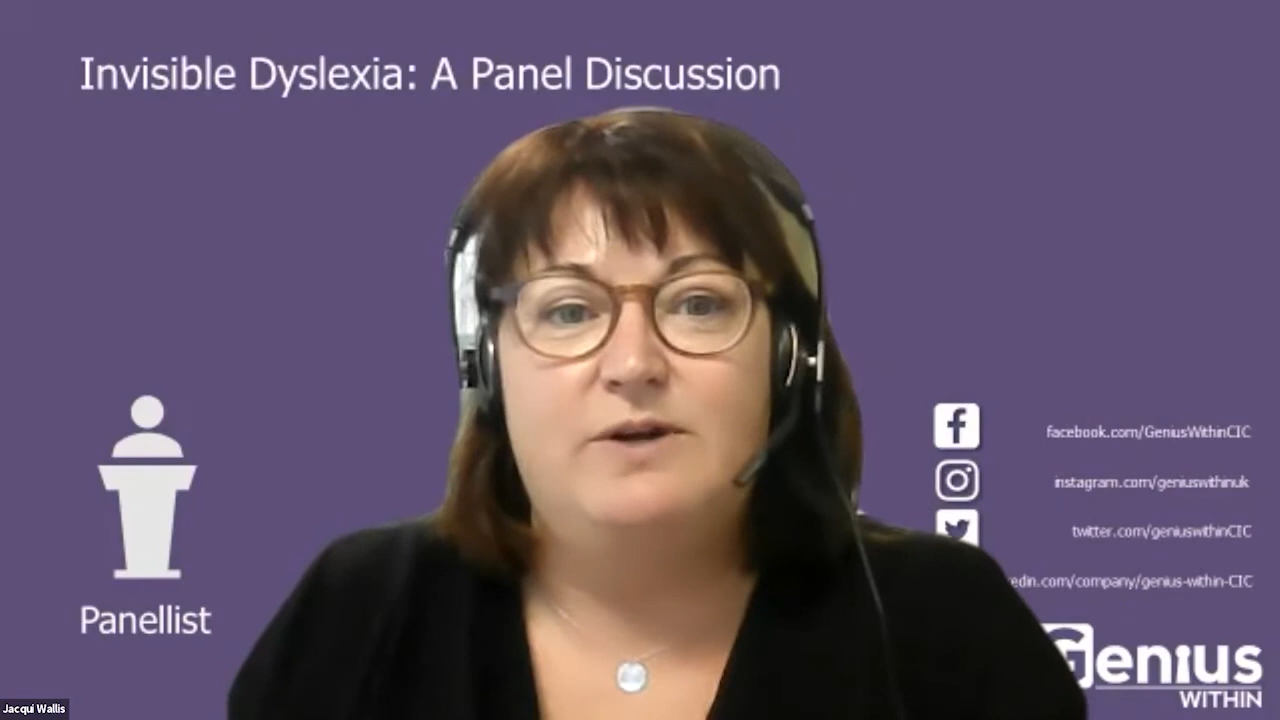 Invisible Dyslexia: A Panel Discussion
facebook.com/GeniusWithinCIC
instagram.com/geniuswithinuk
twitter.com/geniuswithinCIC
edin.com/company/genius-within-CIC
Panellist
Genius
WITHIN
Jacqui Wallis